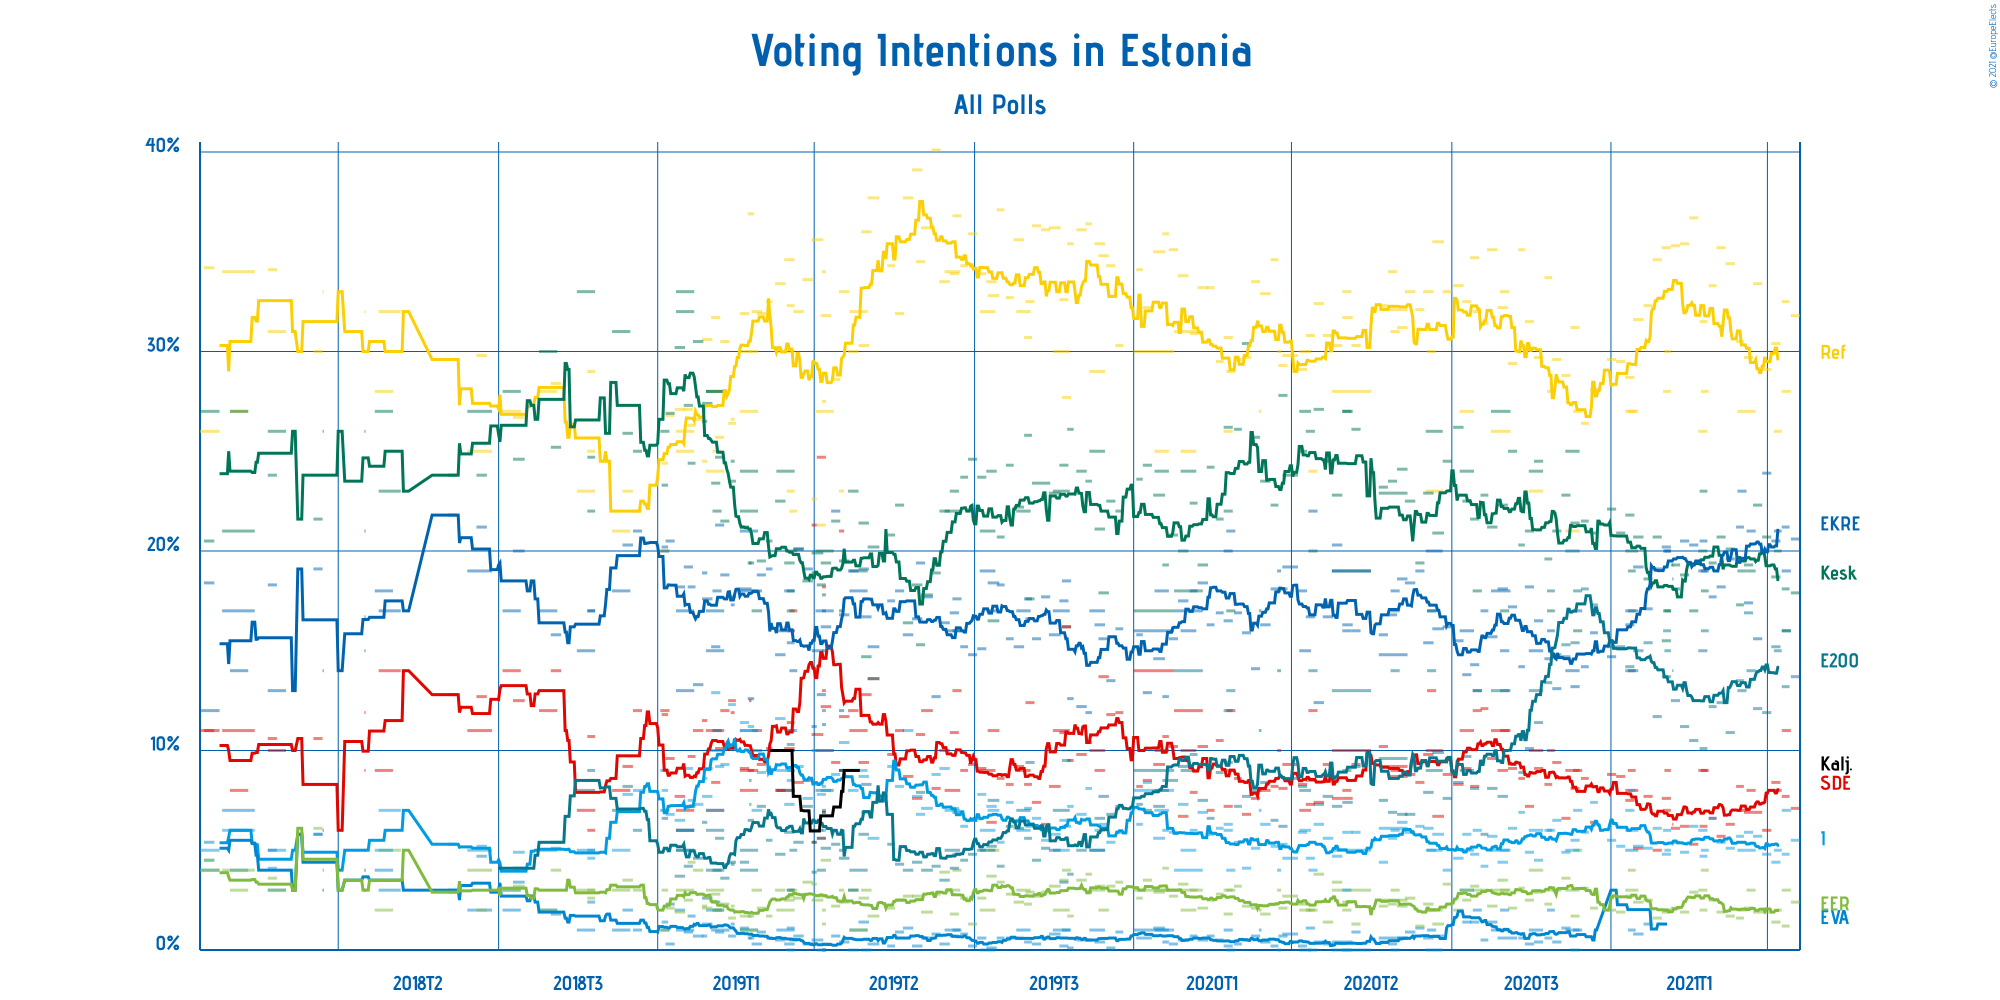 Voting Intentions in Estonia
All Polls
© 2021 @EuropeElects
40%
30%
20%
10%
0%
Ref
EKRE
Kesk
E200
Kalj.
SDE
I
EER
EVA
2018T2
2018T3
2019T1
2019T2
2019T3
2020T1
2020T2
2020T3
2021T1